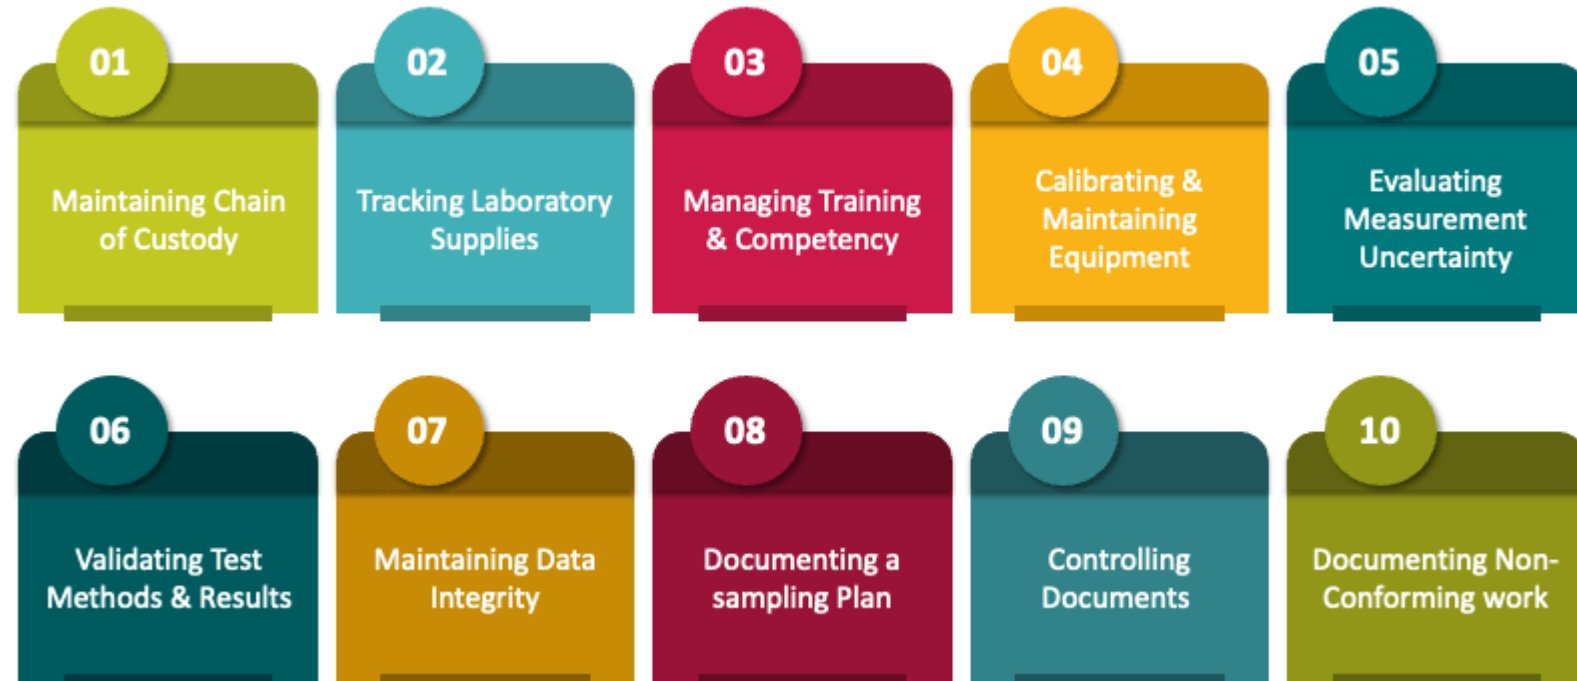 01
Maintaining Chain
of Custody
02
Tracking Laboratory
Supplies
03
Managing Training
& Competency
04
Calibrating &
Maintaining
Equipment
05
Evaluating
Measurement
Uncertainty
06
Validating Test
Methods & Results
07
Maintaining Data
Integrity
08
Documenting a
sampling Plan
09
Controlling
Documents
10
Documenting Non-
Conforming work